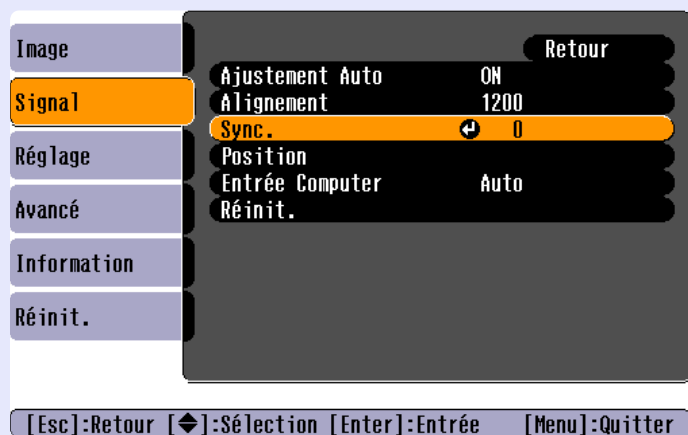 Image
Signal
Réglage
Avancé
Information
Réinit.
Retour
Ajustement Auto ON
Alignement 1200
Sync. 0
Position
Entrée Computer Auto
Réinit.
[Esc]:Retour [◆]:Sélection [Enter]:Entrée [Menu]:Quitter